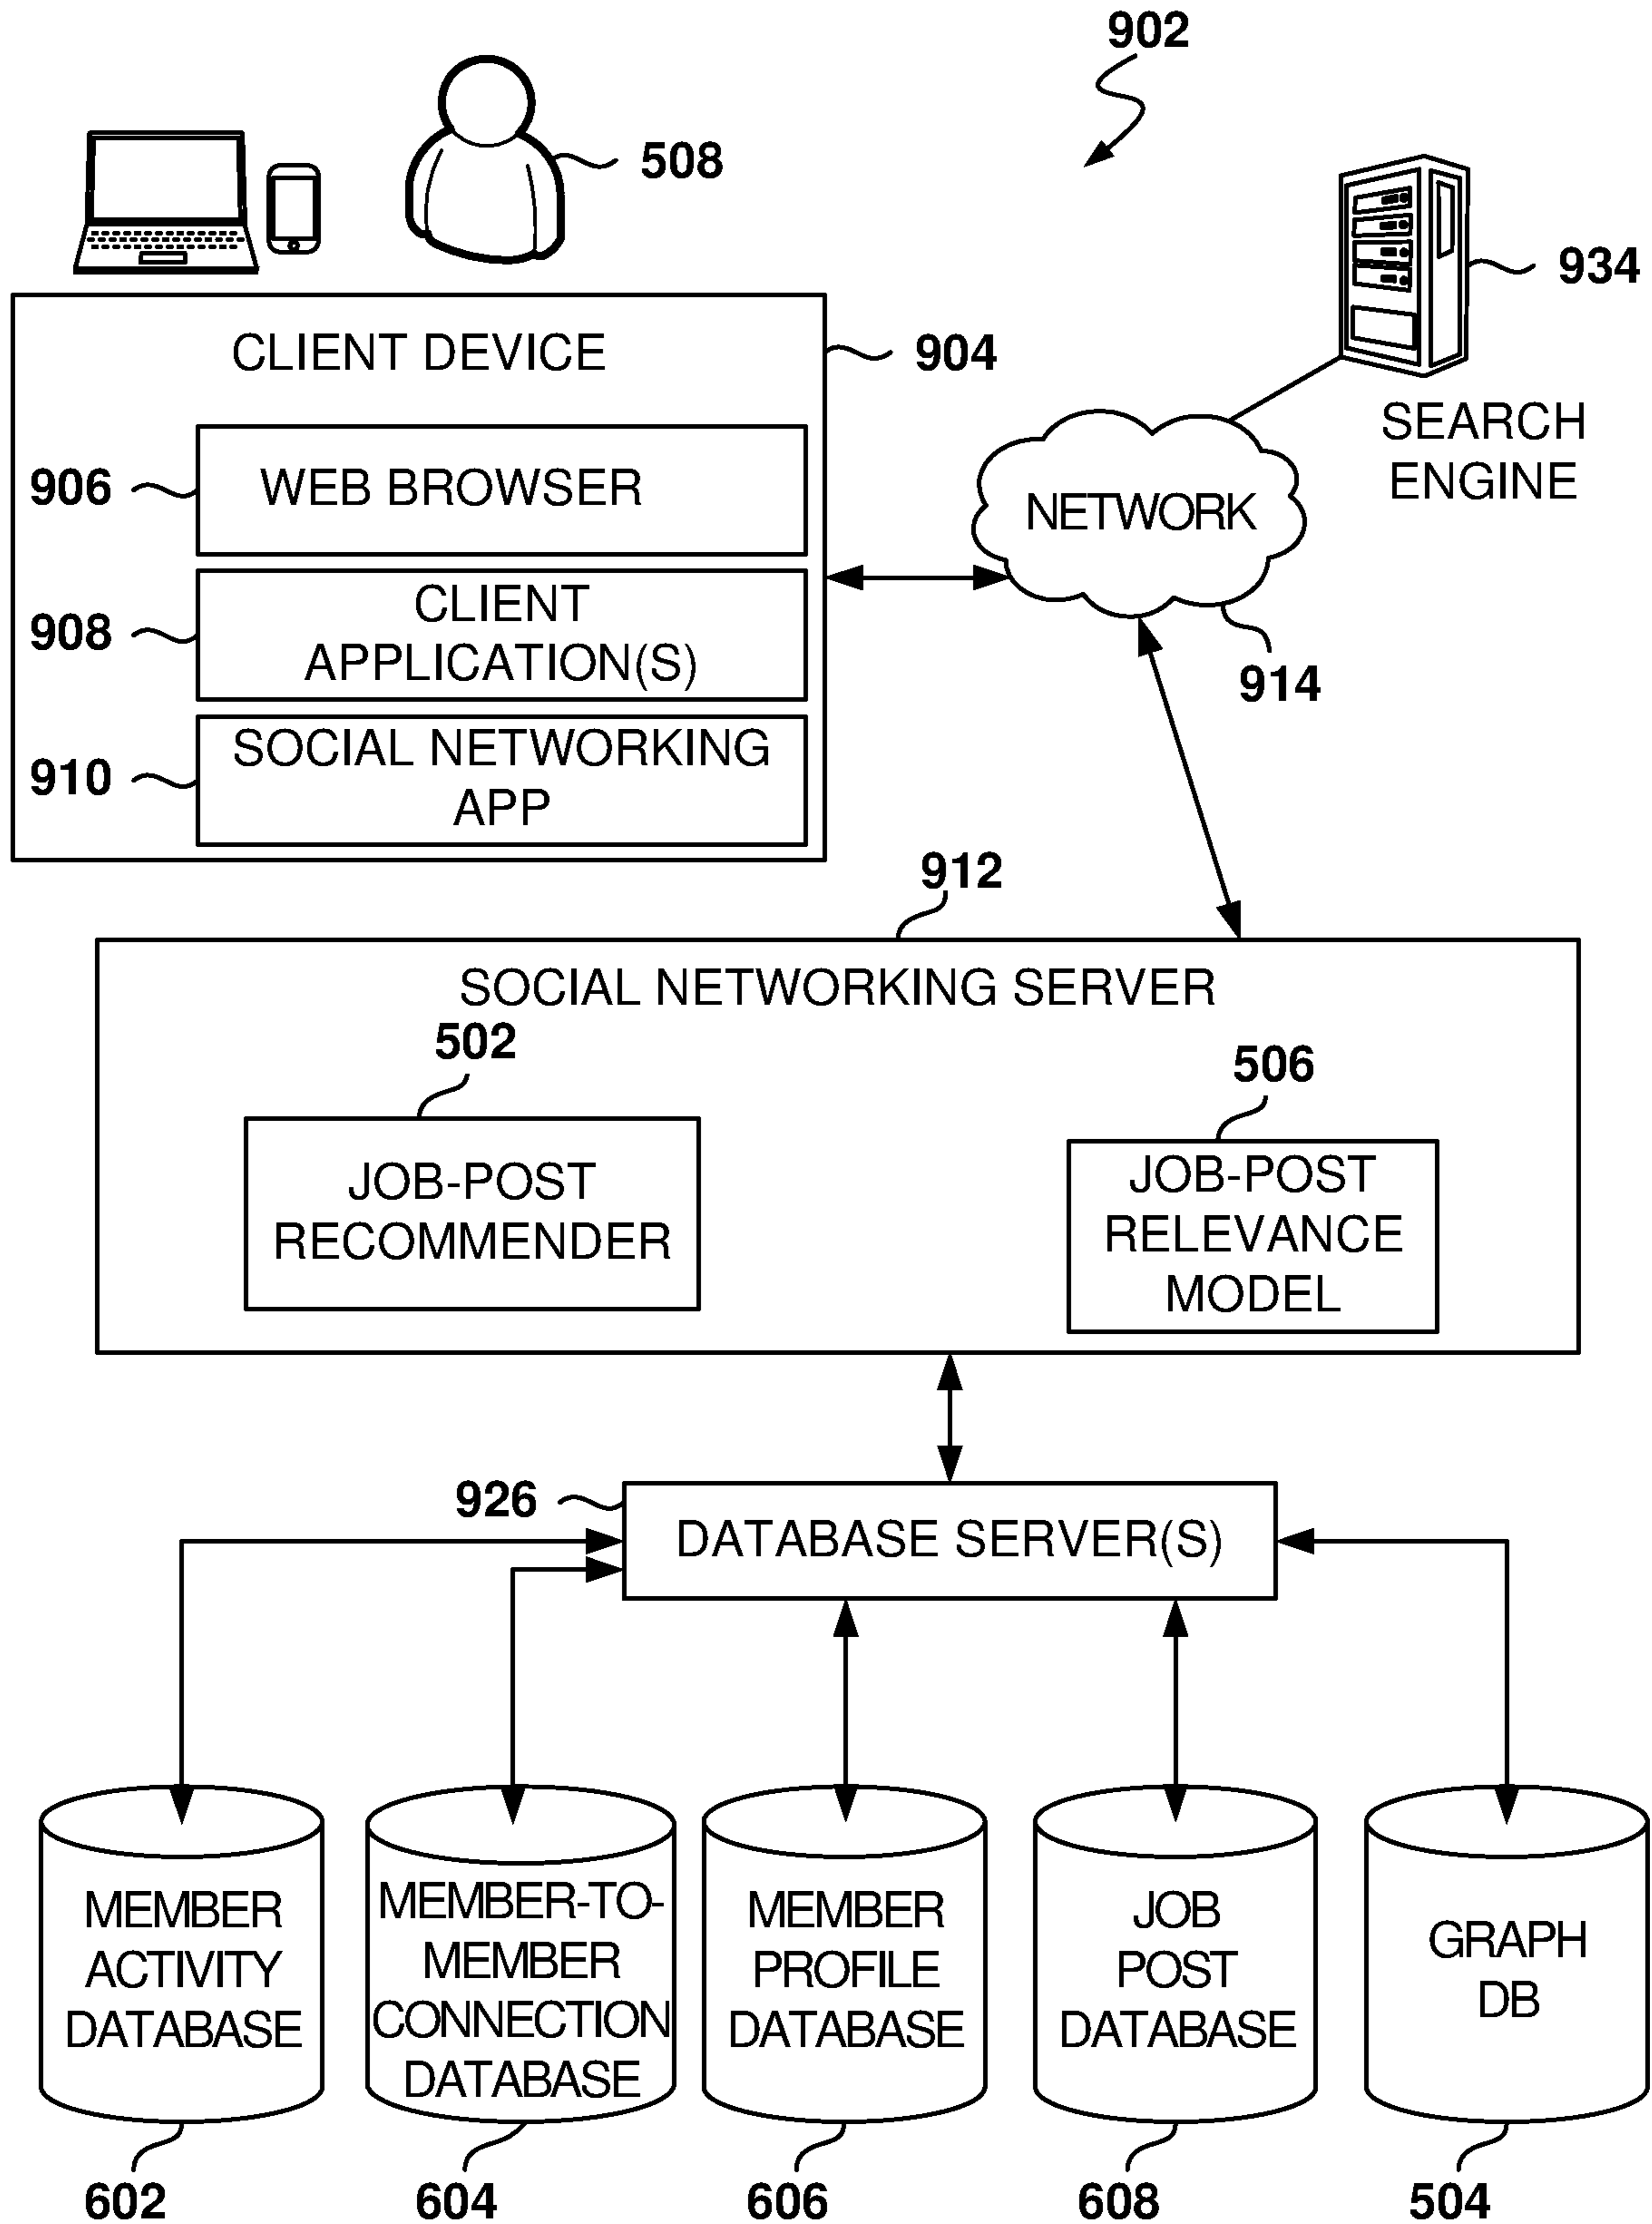 902
508
934
CLIENT DEVICE
904
SEARCH
ENGINE
906
WEB BROWSER
NETWORK
908
CLIENT
APPLICATION(S)
914
910
SOCIAL NETWORKING
APP
912
SOCIAL NETWORKING SERVER
502
506
JOB-POST
RECOMMENDER
JOB-POST
RELEVANCE
MODEL
926
DATABASE SERVER(S)
MEMBER
ACTIVITY
DATABASE
MEMBER-TO-
MEMBER
CONNECTION
DATABASE
MEMBER
PROFILE
DATABASE
JOB
POST
DATABASE
GRAPH
DB
602
604
606
608
504